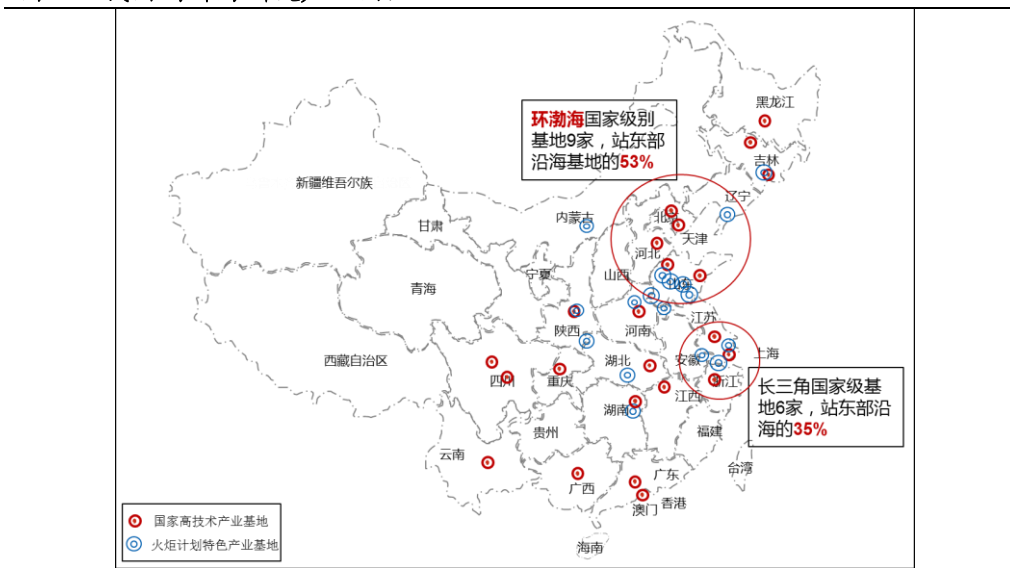 黑龙江
环渤海国家级别
基地9家，站东部
沿海基地的53%
吉林
新疆维吾尔族
辽宁
内蒙古
甘肃
天津
河北
宁夏
山西
青海
江苏
陕西
河南
上海
西藏自治区
湖北
安徽
四川
重庆
浙江
江西
长三角国家级基
地6家，站东部沿
海的35%
湖南
贵州
福建
云南
台湾
广东
广西
香港
澳门
国家高技术产业基地
火炬计划特色产业基地
海南